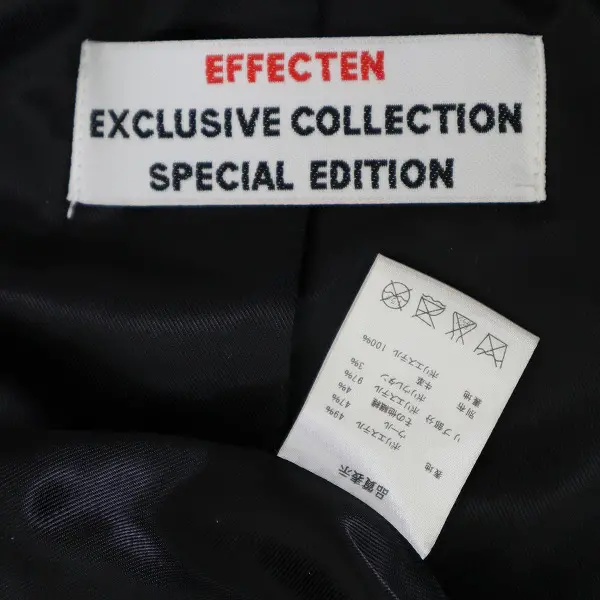 EFFECTEN
EXCLUSIVE COLLECTION
SPECIAL EDITION
品質表示
表地 ポリエステル 49%
ウール 47%
その他繊維 4%
リブ部分 ポリエステル 97%
ポリウレタン 3%
別布 牛革
裏地 ポリエステル 100%